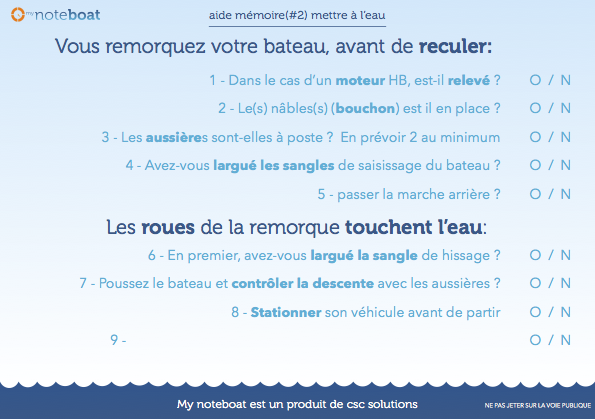 my noteboat
aide mémoire(#2) mettre à l'eau
Vous remorquez votre bateau, avant de reculer:
1 - Dans le cas d'un moteur HB, est-il relevé ? O / N
2 - Le(s) nâbles(s) (bouchon) est il en place ? O / N
3 - Les aussières sont-elles à poste ? En prévoir 2 au minimum O / N
4 - Avez-vous largué les sangles de saisissage du bateau ? O / N
5 - passer la marche arrière ? O / N
Les roues de la remorque touchent l'eau:
6 - En premier, avez-vous largué la sangle de hissage ? O / N
7 - Poussez le bateau et contrôler la descente avec les aussières ? O / N
8 - Stationner son véhicule avant de partir O / N
9 - O / N
My noteboat est un produit de csc solutions
NE PAS JETER SUR LA VOIE PUBLIQUE